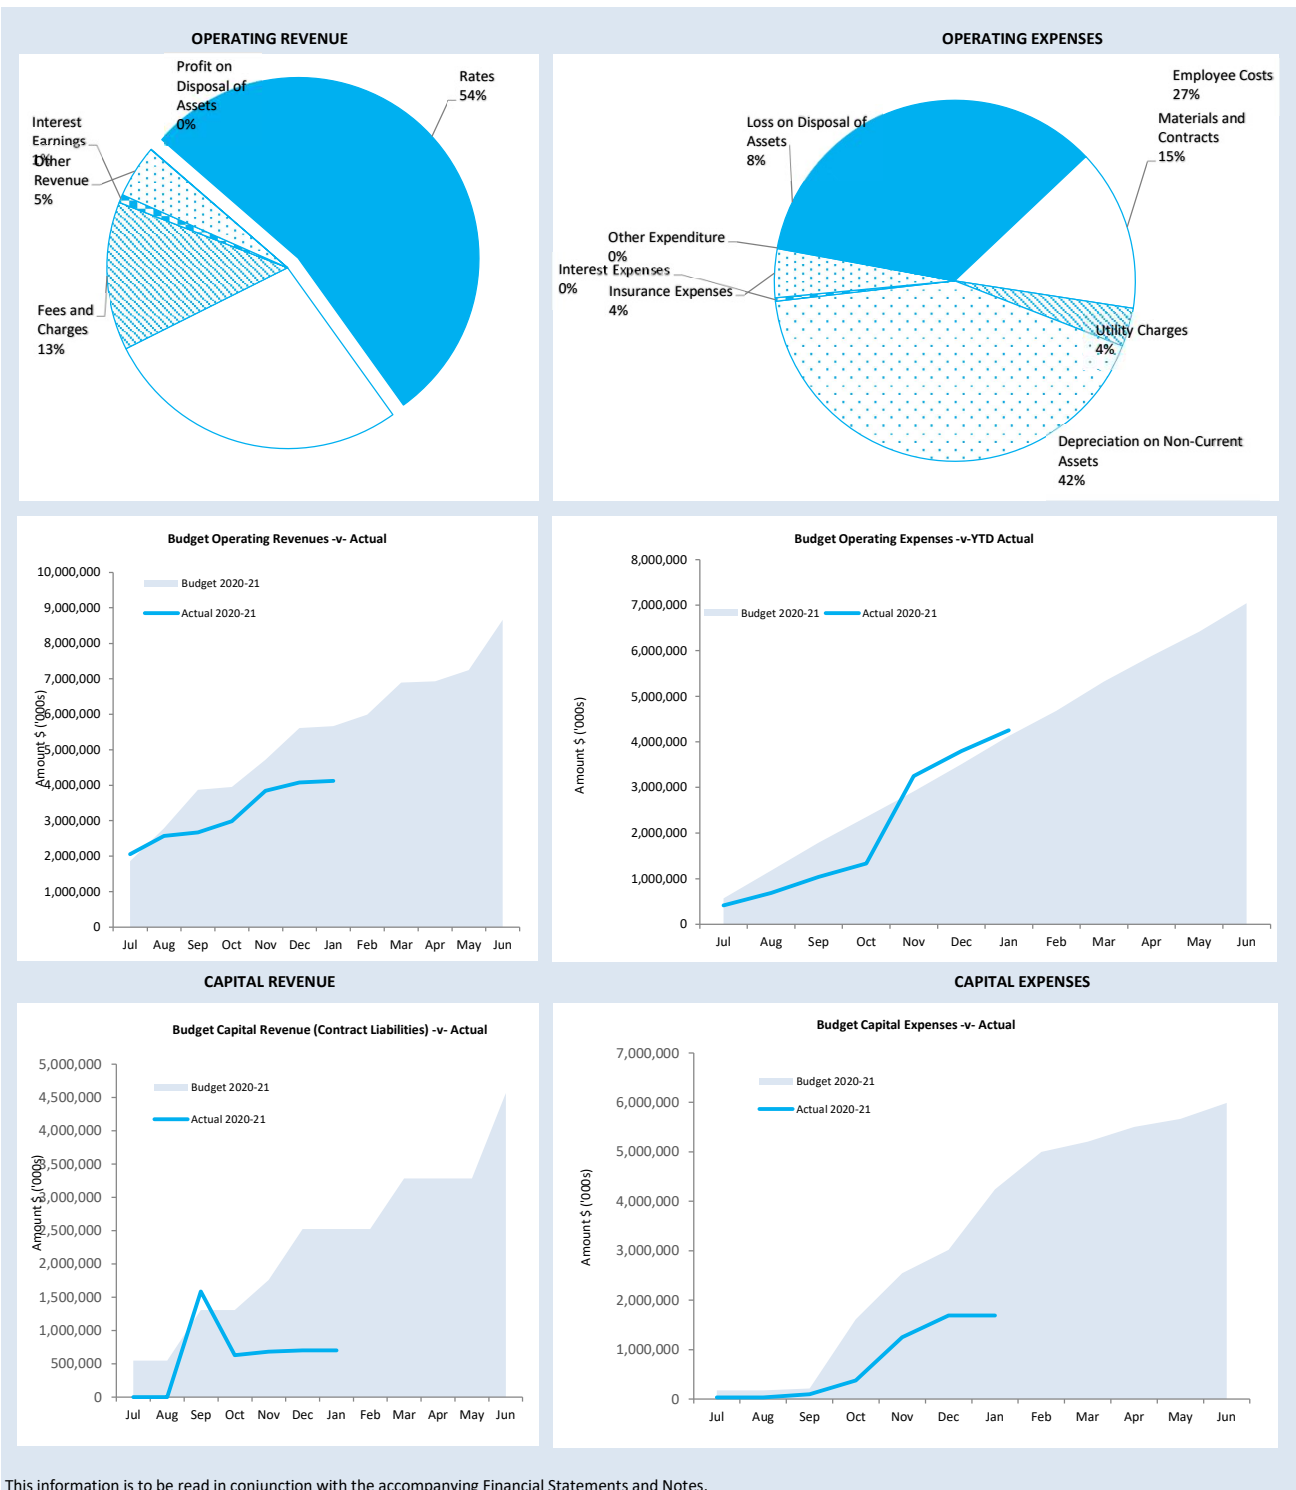 OPERATING REVENUE
Profit on
Disposal of
Assets
0%
Rates
54%
Interest
Earnings
1%
Other
Revenue
5%
Fees and
Charges
13%
OPERATING EXPENSES
Employee Costs
27%
Materials and
Contracts
15%
Loss on Disposal of
Assets
8%
Other Expenditure
0%
Interest Expenses
0%
Insurance Expenses
4%
Utility Charges
4%
Depreciation on Non-Current
Assets
42%
Budget Operating Revenues -v- Actual
Budget 2020-21
Actual 2020-21
Amount $ ('000s)
10,000,000
9,000,000
8,000,000
7,000,000
6,000,000
5,000,000
4,000,000
3,000,000
2,000,000
1,000,000
0
Jul Aug Sep Oct Nov Dec Jan Feb Mar Apr May Jun
Budget Operating Expenses -v-YTD Actual
Budget 2020-21 Actual 2020-21
Amount $ ('000s)
8,000,000
7,000,000
6,000,000
5,000,000
4,000,000
3,000,000
2,000,000
1,000,000
0
Jul Aug Sep Oct Nov Dec Jan Feb Mar Apr May Jun
CAPITAL REVENUE
Budget Capital Revenue (Contract Liabilities) -v- Actual
Budget 2020-21
Actual 2020-21
Amount $ ('000s)
5,000,000
4,500,000
4,000,000
3,500,000
3,000,000
2,500,000
2,000,000
1,500,000
1,000,000
500,000
0
Jul Aug Sep Oct Nov Dec Jan Feb Mar Apr May Jun
CAPITAL EXPENSES
Budget Capital Expenses -v- Actual
Budget 2020-21
Actual 2020-21
Amount $ ('000s)
7,000,000
6,000,000
5,000,000
4,000,000
3,000,000
2,000,000
1,000,000
0
Jul Aug Sep Oct Nov Dec Jan Feb Mar Apr May Jun
This information is to be read in conjunction with the accompanying Financial Statements and Notes.